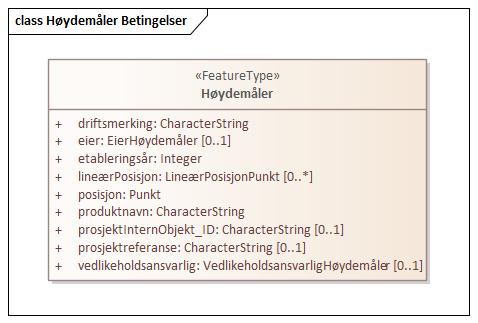 class Høydemåler Betingelser
«FeatureType»
Høydemåler
+ driftsmerking: CharacterString
+ eier: EierHøydemåler [0..1]
+ etableringsår: Integer
+ lineærPosisjon: LineærPosisjonPunkt [0..*]
+ posisjon: Punkt
+ produktnavn: CharacterString
+ prosjektInternObjekt_ID: CharacterString [0..1]
+ prosjektreferanse: CharacterString [0..1]
+ vedlikeholdsansvarlig: VedlikeholdsansvarligHøydemåler [0..1]